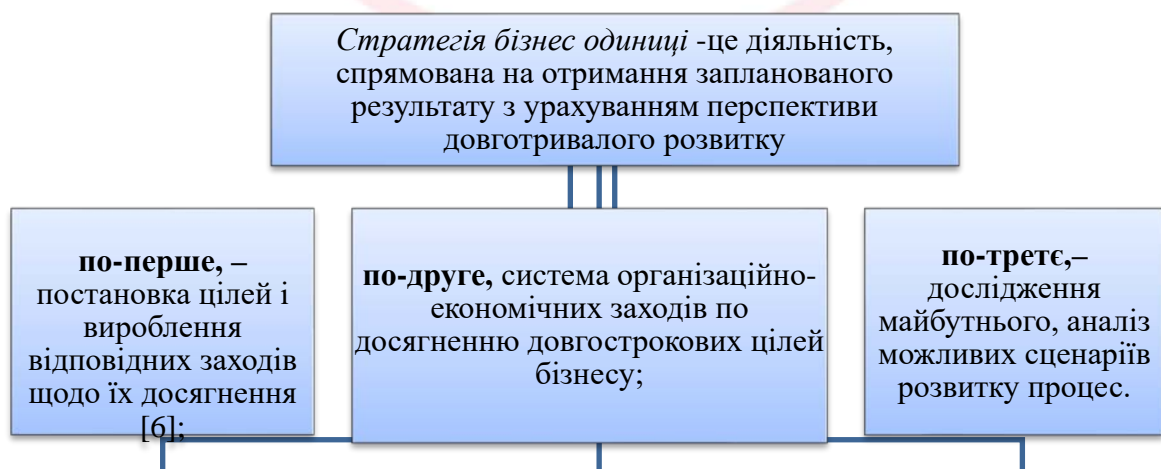 Стратегія бізнес одиниці -це діяльність,
спрямована на отримання запланованого
результату з урахуванням перспективи
довготривалого розвитку
по-перше, –
постановка цілей і
вироблення
відповідних заходів
щодо їх досягнення
[6];
по-друге, система організаційно-
економічних заходів по
досягненню довгострокових цілей
бізнесу;
по-третє,–
дослідження
майбутнього, аналіз
можливих сценаріїв
розвитку процес.